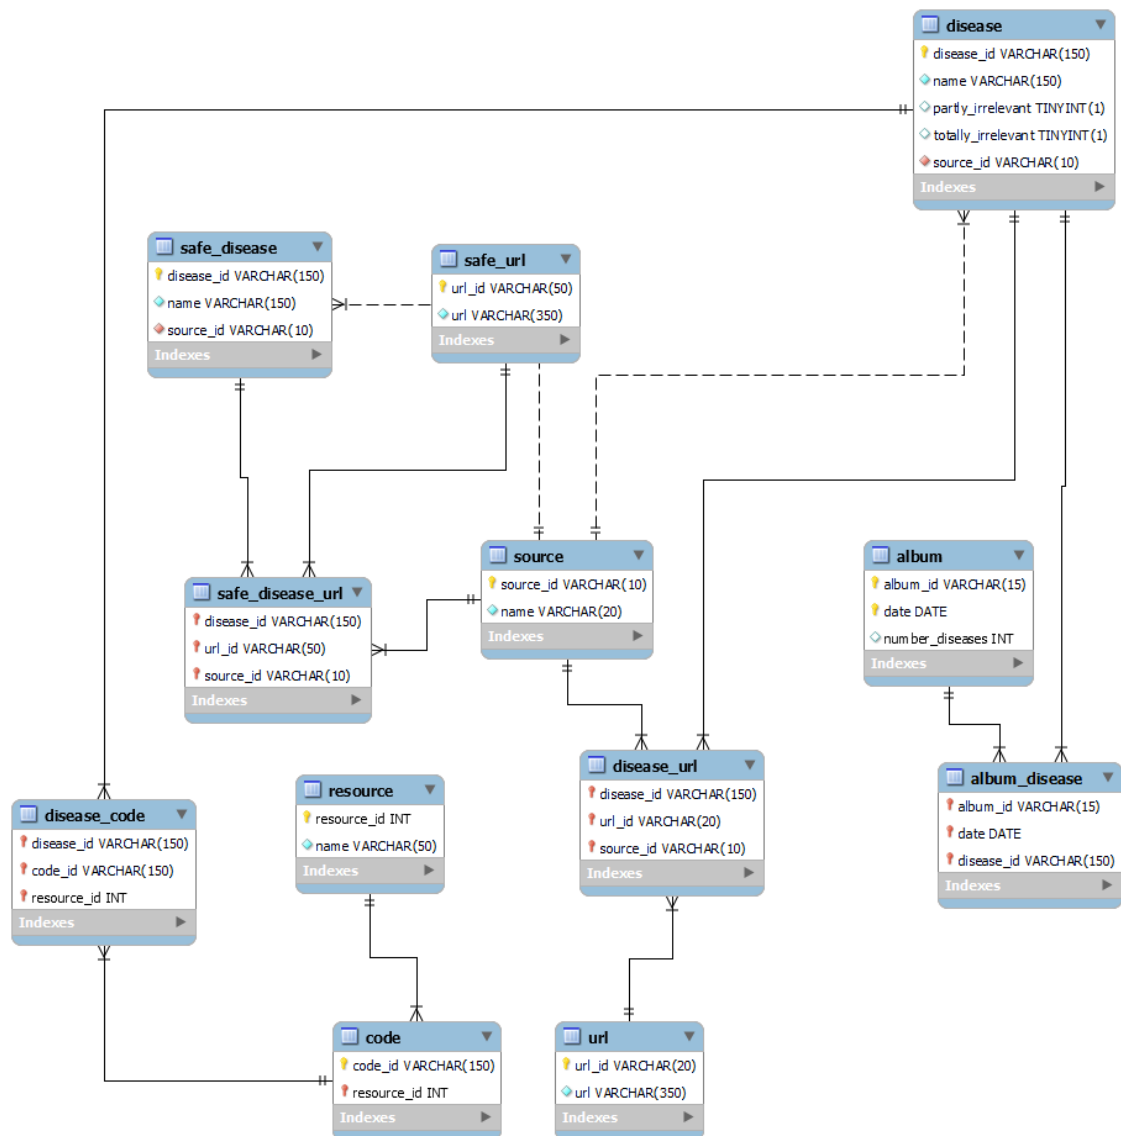 disease
disease_id VARCHAR(150)
name VARCHAR(150)
partly_irrelevant TINYINT(1)
totally_irrelevant TINYINT(1)
source_id VARCHAR(10)
Indexes
safe_disease
disease_id VARCHAR(150)
name VARCHAR(150)
source_id VARCHAR(10)
Indexes
safe_url
url_id VARCHAR(50)
url VARCHAR(350)
Indexes
source
source_id VARCHAR(10)
name VARCHAR(20)
Indexes
album
album_id VARCHAR(15)
date DATE
number_diseases INT
Indexes
safe_disease_url
disease_id VARCHAR(150)
url_id VARCHAR(50)
source_id VARCHAR(10)
Indexes
disease_url
disease_id VARCHAR(150)
url_id VARCHAR(20)
source_id VARCHAR(10)
Indexes
album_disease
album_id VARCHAR(15)
date DATE
disease_id VARCHAR(150)
Indexes
disease_code
disease_id VARCHAR(150)
code_id VARCHAR(150)
resource_id INT
Indexes
resource
resource_id INT
name VARCHAR(50)
Indexes
code
code_id VARCHAR(150)
resource_id INT
Indexes
url
url_id VARCHAR(20)
url VARCHAR(350)
Indexes